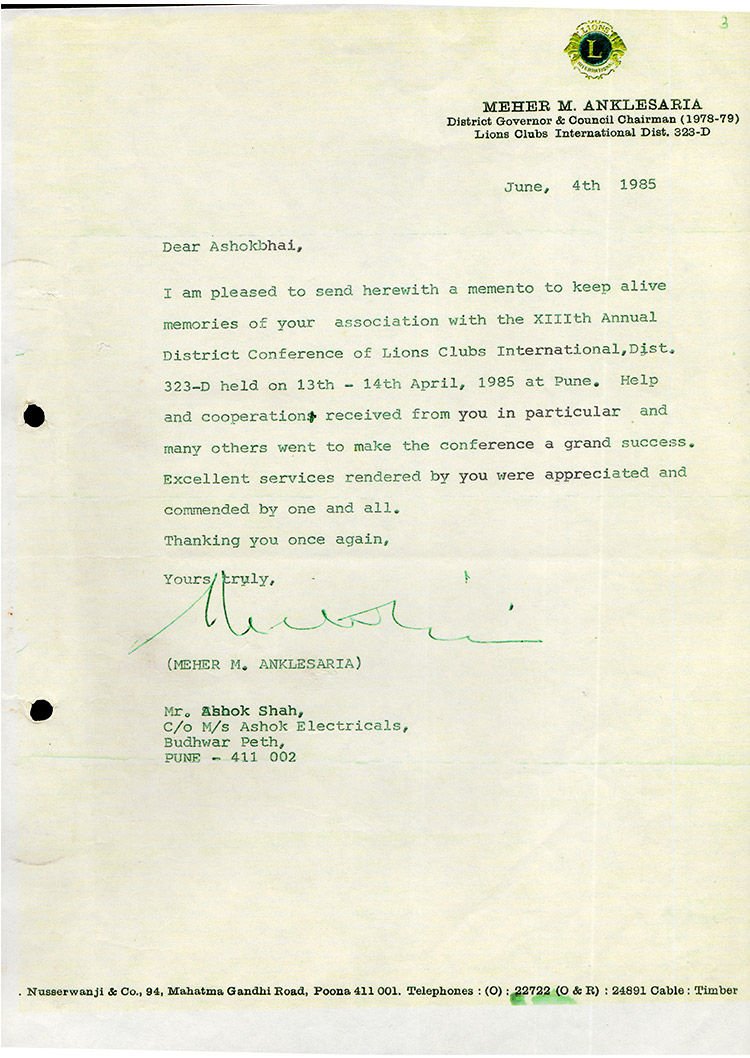 3
LIONS
L
INTERNATIONAL
MEHER M. ANKLESARIA
District Governor & Council Chairman (1978-79)
Lions Clubs International Dist. 323-D
June, 4th 1985
Dear Ashokbhai,
I am pleased to send herewith a memento to keep alive
memories of your association with the XIIIth Annual
District Conference of Lions Clubs International,Dist.
323-D held on 13th - 14th April, 1985 at Pune. Help
and cooperation received from you in particular and
many others went to make the conference a grand success.
Excellent services rendered by you were appreciated and
commended by one and all.
Thanking you once again,
Yours truly,
(MEHER M. ANKLESARIA)
Mr. Ashok Shah,
C/o M/s Ashok Electricals,
Budhwar Peth,
PUNE - 411 002
. Nusserwanji & Co., 94, Mahatma Gandhi Road, Poona 411 001. Telephones : (O) : 22722 (O & R) : 24891 Cable : Timber